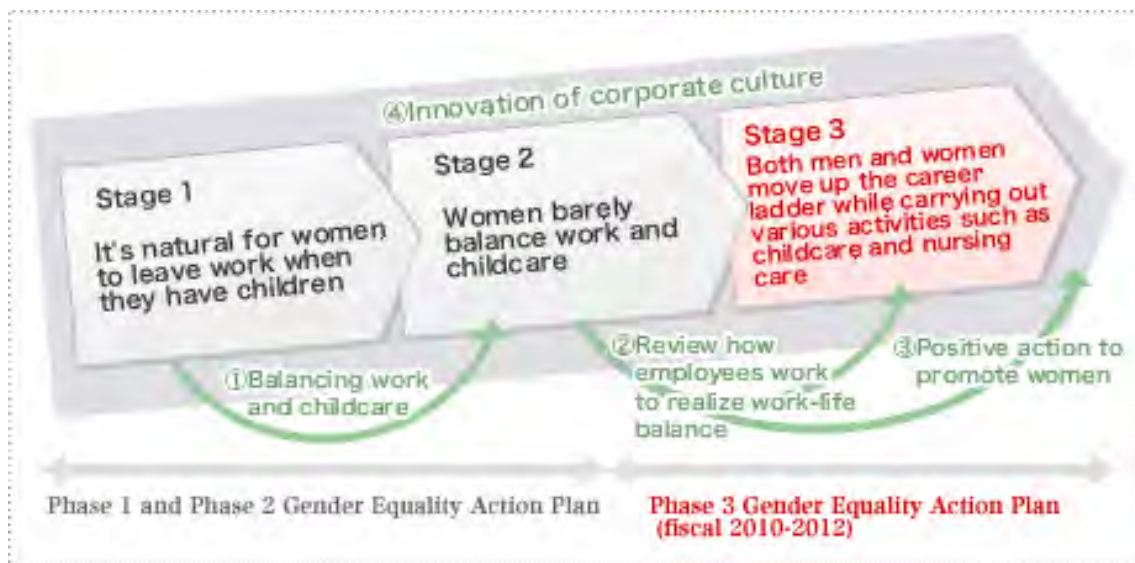 ④Innovation of corporate culture
Stage 1
It's natural for women
to leave work when
they have children
Stage 2
Women barely
balance work and
childcare
Stage 3
Both men and women
move up the career
ladder while carrying out
various activities such as
childcare and nursing
care
①Balancing work
and childcare
②Review how
employees work
to realize work-life
balance
③Positive action to
promote women
Phase 1 and Phase 2 Gender Equality Action Plan
Phase 3 Gender Equality Action Plan
(fiscal 2010-2012)